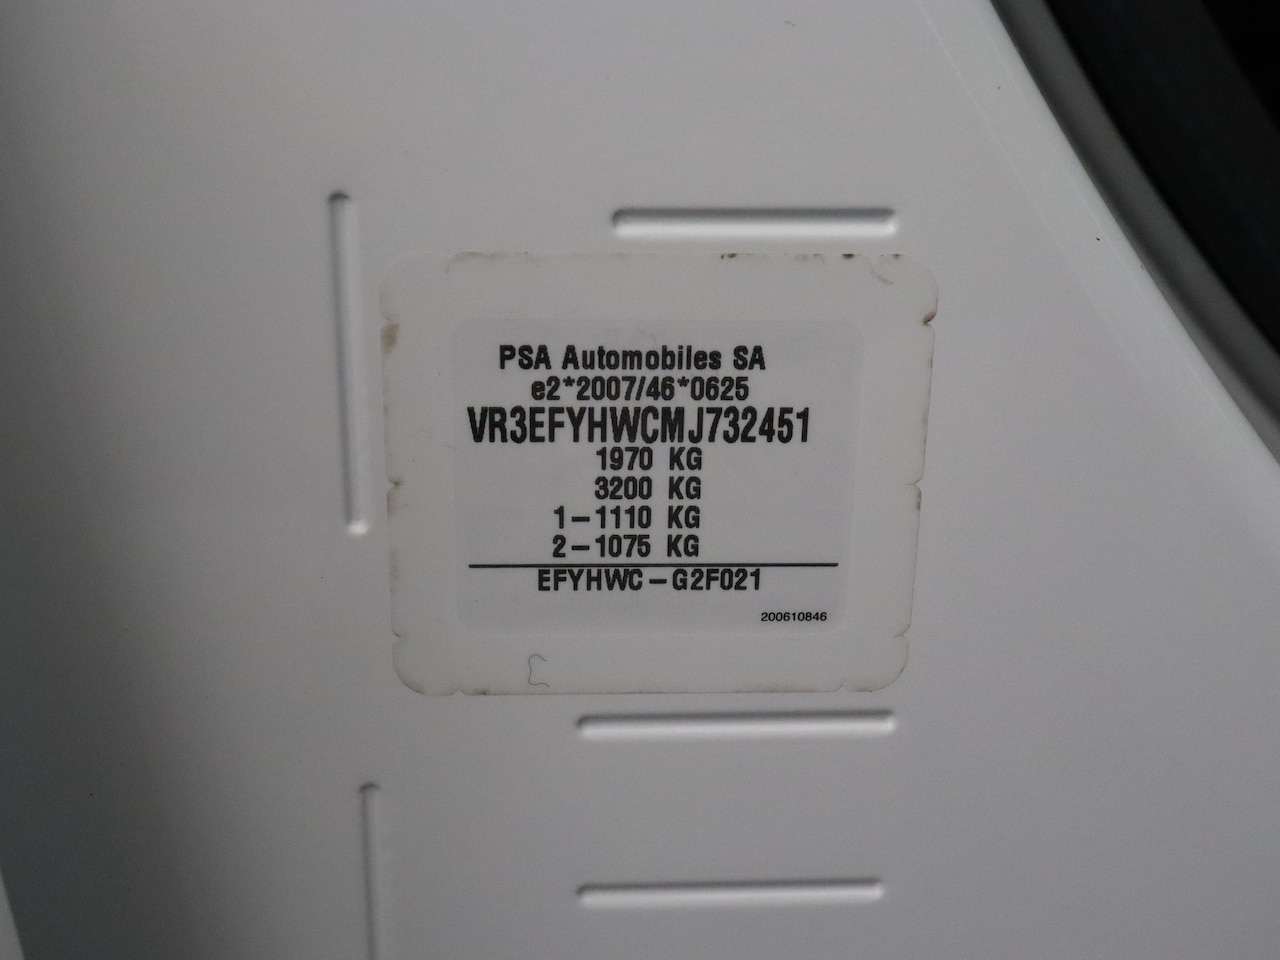 PSA Automobiles SA
e2*2007/46*0625
VR3EFYHWCMJ732451
1970 KG
3200 KG
1-1110 KG
2-1075 KG
EFYHWC-G2F021
200610846